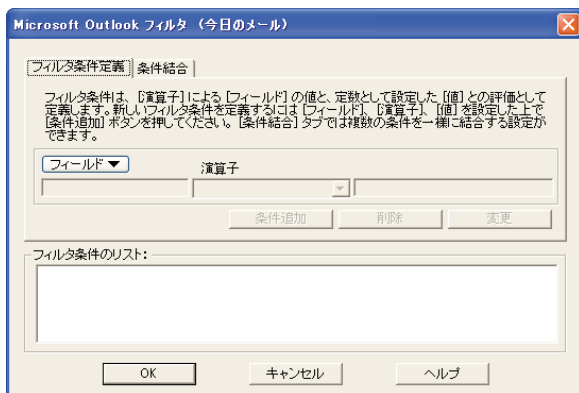 Microsoft Outlook フィルタ （今日のメール）
フィルタ条件定義 条件結合
フィルタ条件は、[演算子] による [フィールド] の値と、定数として設定した [値] との評価として
定義します。新しいフィルタ条件を定義するには [フィールド]、[演算子]、[値] を設定した上で
[条件追加] ボタンを押してください。[条件結合] タブでは複数の条件を一様に結合する設定が
できます。
フィールド ▼ 演算子
条件追加 削除 変更
フィルタ条件のリスト:
OK キャンセル ヘルプ